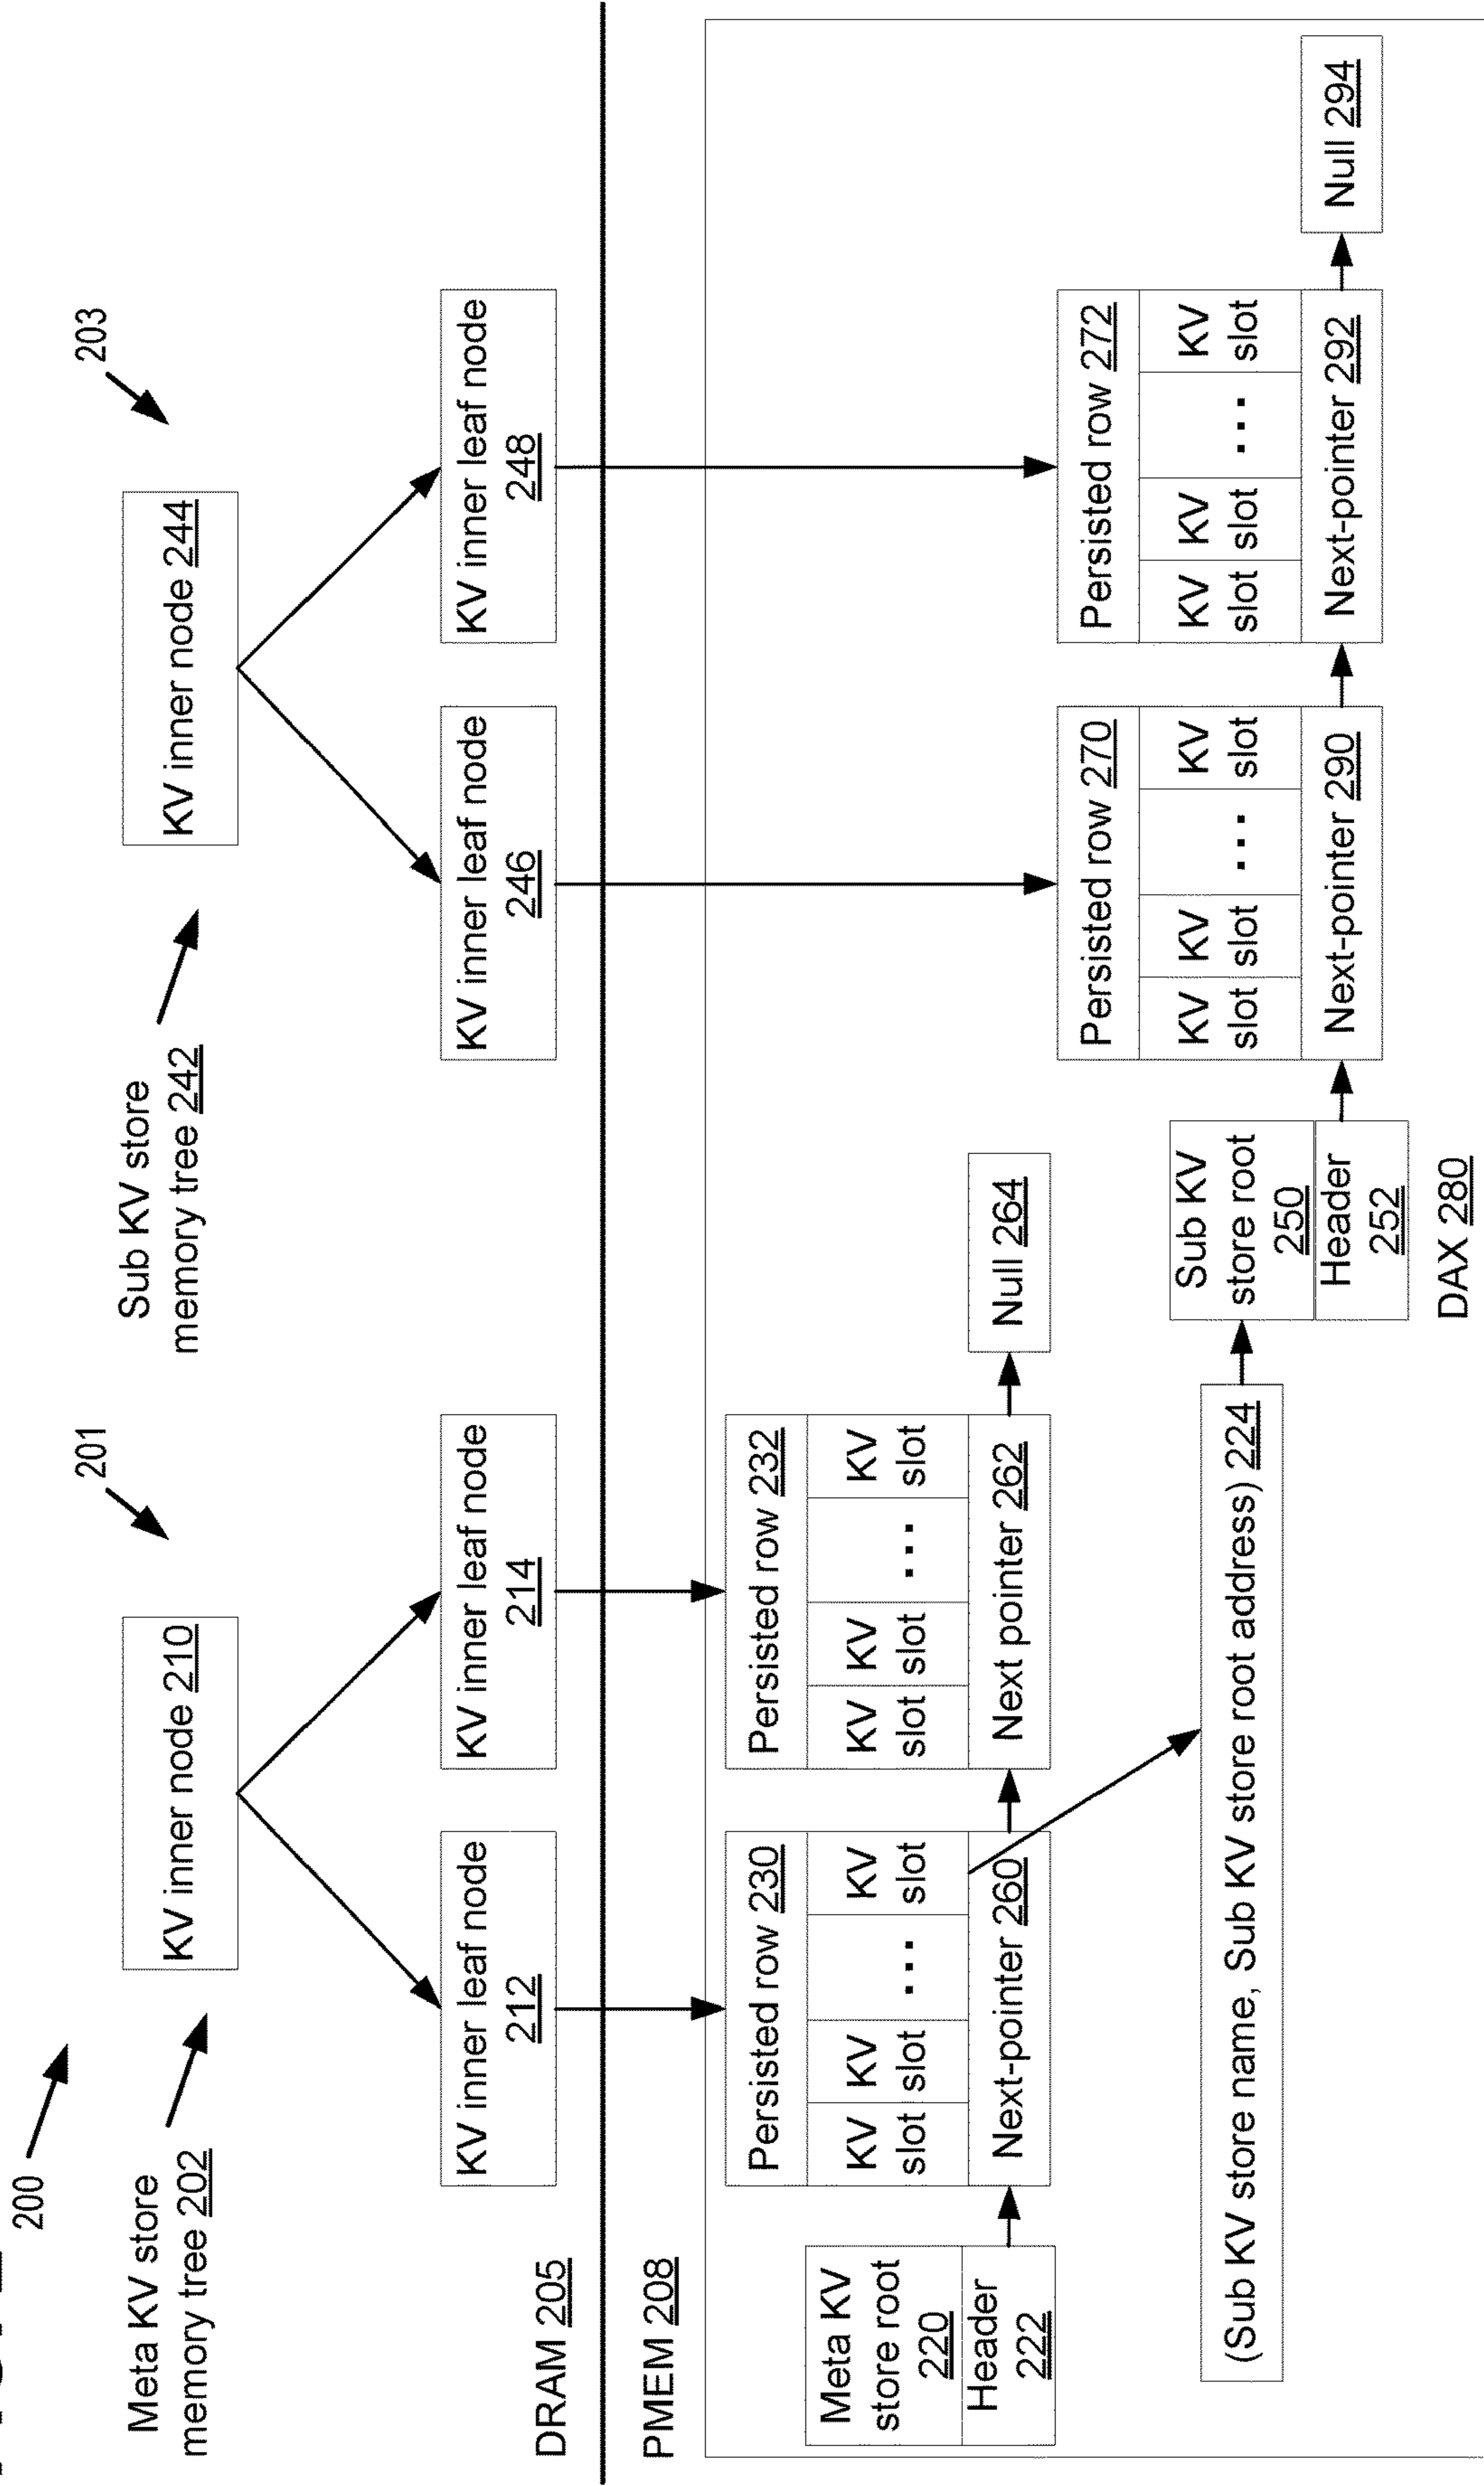 200
Meta KV store
memory tree 202
201
KV inner node 210
KV inner leaf node
212
KV inner leaf node
214
Sub KV store
memory tree 242
203
KV inner node 244
KV inner leaf node
246
KV inner leaf node
248
DRAM 205
PMEM 208
Meta KV
store root
220
Header
222
Persisted row 230
KV
slot
KV
slot
...
KV
slot
Next-pointer 260
Persisted row 232
KV
slot
KV
slot
...
KV
slot
Next pointer 262
Null 264
(Sub KV store name, Sub KV store root address) 224
Sub KV
store root
250
Header
252
Persisted row 270
KV
slot
KV
slot
...
KV
slot
Next-pointer 290
Persisted row 272
KV
slot
KV
slot
...
KV
slot
Next-pointer 292
Null 294
DAX 280